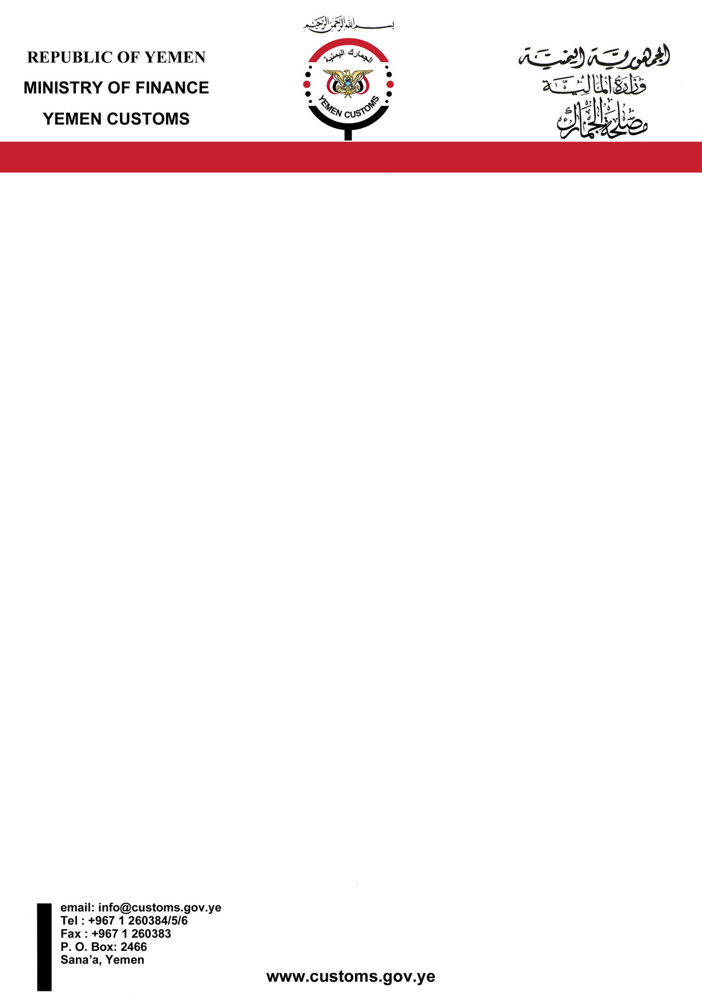 بسم الله الرحمن الرحيم
REPUBLIC OF YEMEN
MINISTRY OF FINANCE
YEMEN CUSTOMS
الجمارك اليمنية
YEMEN CUSTOMS
الجمهورية اليمنية
وزارة المالية
مصلحة الجمارك
email: info@customs.gov.ye
Tel : +967 1 260384/5/6
Fax : +967 1 260383
P. O. Box: 2466
Sana’a, Yemen
www.customs.gov.ye